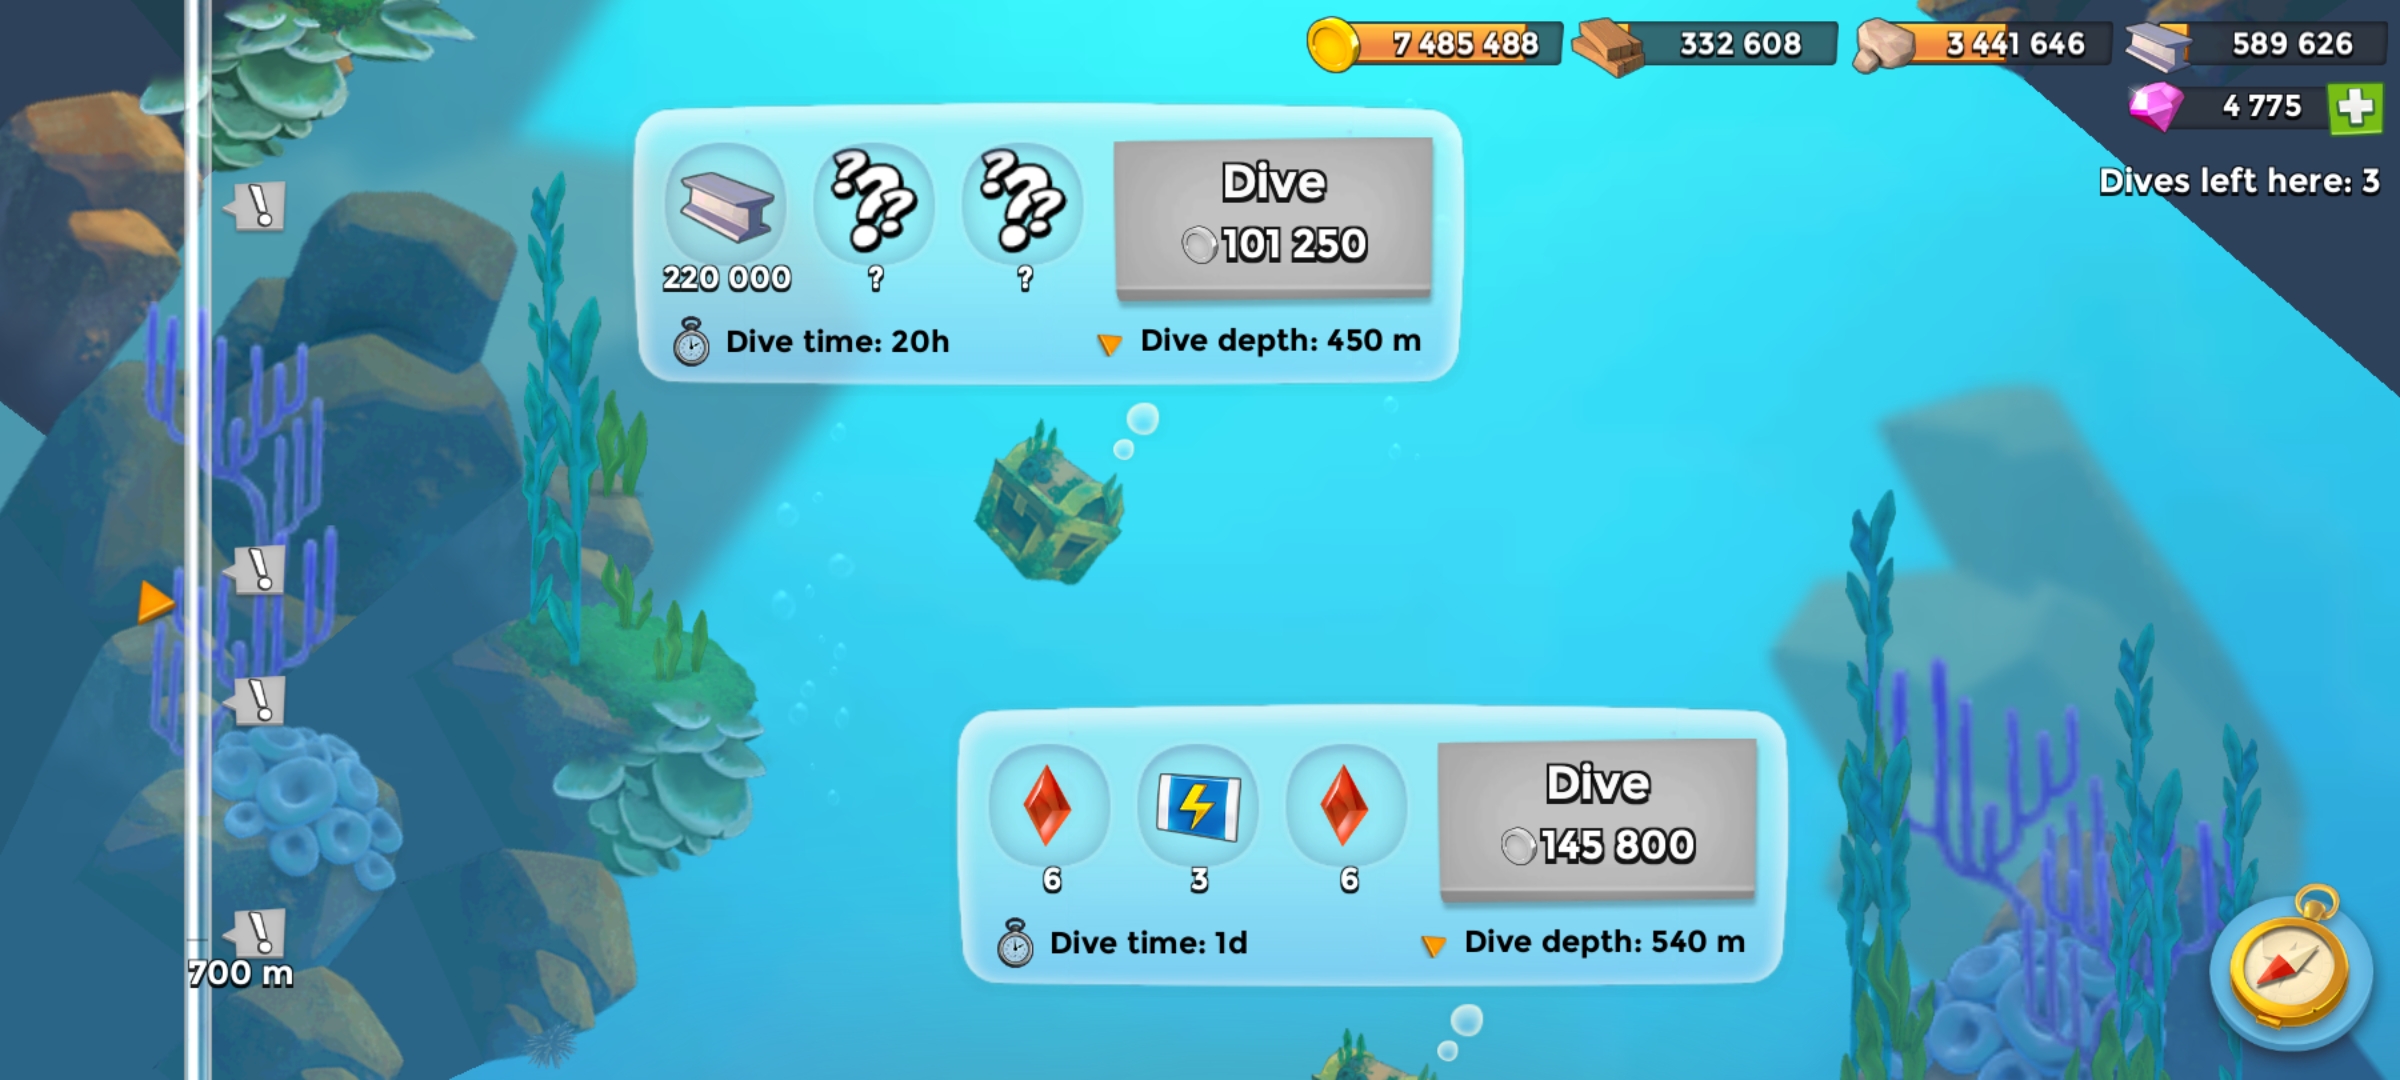 7 485 488
332 608
3 441 646
589 626
4 775
Dives left here: 3
220 000
?
?
Dive
101 250
Dive time: 20h
Dive depth: 450 m
6
3
6
Dive
145 800
Dive time: 1d
Dive depth: 540 m
700 m